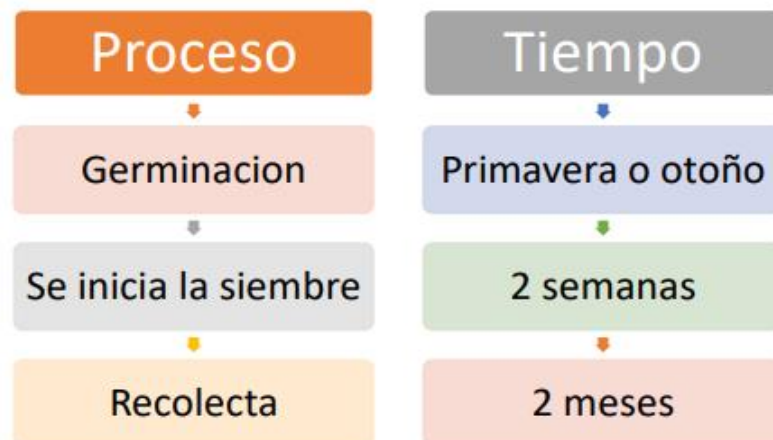 Proceso
Germinacion
Se inicia la siembre
Recolecta
Tiempo
Primavera o otoño
2 semanas
2 meses